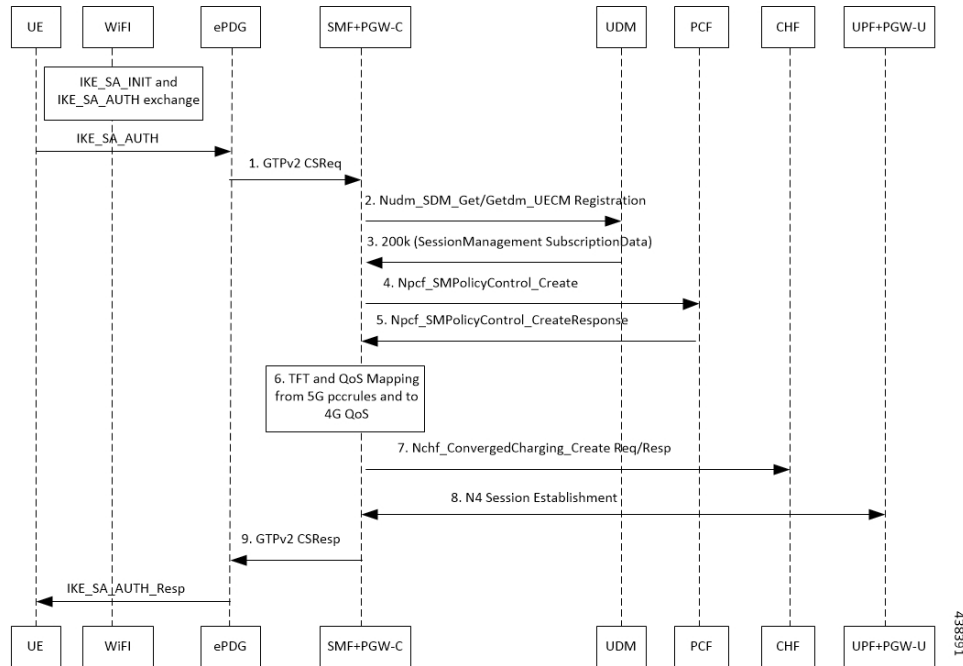 UE WiFI ePDG SMF+PGW-C UDM PCF CHF UPF+PGW-U
IKE_SA_INIT and
IKE_SA_AUTH exchange
IKE_SA_AUTH
1. GTPv2 CSReq
2. Nudm_SDM_Get/Getdm_UECM Registration
3. 200k (SessionManagement SubscriptionData)
4. Npcf_SMPolicyControl_Create
5. Npcf_SMPolicyControl_CreateResponse
6. TFT and QoS Mapping
from 5G pccrules and to
4G QoS
7. Nchf_ConvergedCharging_Create Req/Resp
8. N4 Session Establishment
9. GTPv2 CSResp
IKE_SA_AUTH_Resp
UE WiFI ePDG SMF+PGW-C UDM PCF CHF UPF+PGW-U
438391